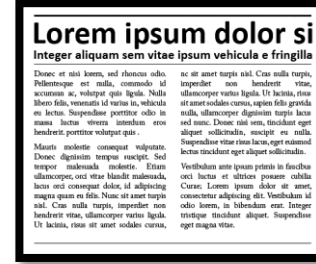 Lorem ipsum dolor si
Integer aliquam sem vitae ipsum vehicula e fringilla
Donec et nisi lorem, sed rhoncus odio.
Pellentesque est nulla, commodo id
accumsan ac, volutpat quis ligula. Nulla
libero felis, venenatis id varius in, vehicula
eu lectus. Suspendisse porttitor odio in
massa luctus viverra interdum eros
hendrerit. porttitor volutpat quis .
Mauris molestie consequat vulputate.
Donec dignissim tempus suscipit. Sed
tempor malesuada molestie. Etiam
ullamcorper, orci vitae blandit malesuada,
lacus orci consequat dolor, id adipiscing
magna quam eu felis. Nunc sit amet turpis
nisl. Cras nulla turpis, imperdiet non
hendrerit vitae, ullamcorper varius ligula.
Ut lacinia, risus sit amet sodales cursus,
nc sit amet turpis nisl. Cras nulla turpis,
imperdiet non hendrerit vitae,
ullamcorper varius ligula. Ut lacinia, risus
sit amet sodales cursus, sapien felis gravida
nulla, ullamcorper dignissim turpis lacus
sed nunc. Donec nisi sem, tincidunt eget
aliquet sollicitudin, suscipit eu nulla.
Suspendisse vitae risus lacus, eget euismod
lectus tincidunt eget aliquet sollicitudin.
Vestibulum ante ipsum primis in faucibus
orci luctus et ultrices posuere cubilia
Curae; Lorem ipsum dolor sit amet,
consectetur adipiscing elit. Vestibulum id
odio lorem, in bibendum erat. Integer
tristique tincidunt aliquet. Suspendisse
eget magna vitae.